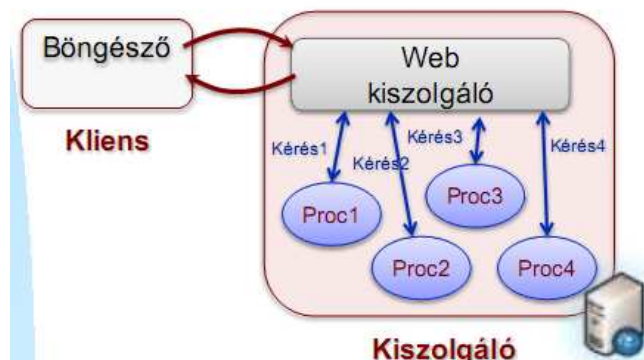 Böngésző
Web
kiszolgáló
Kliens
Kérés1
Kérés2
Kérés3
Kérés4
Proc1
Proc2
Proc3
Proc4
Kiszolgáló